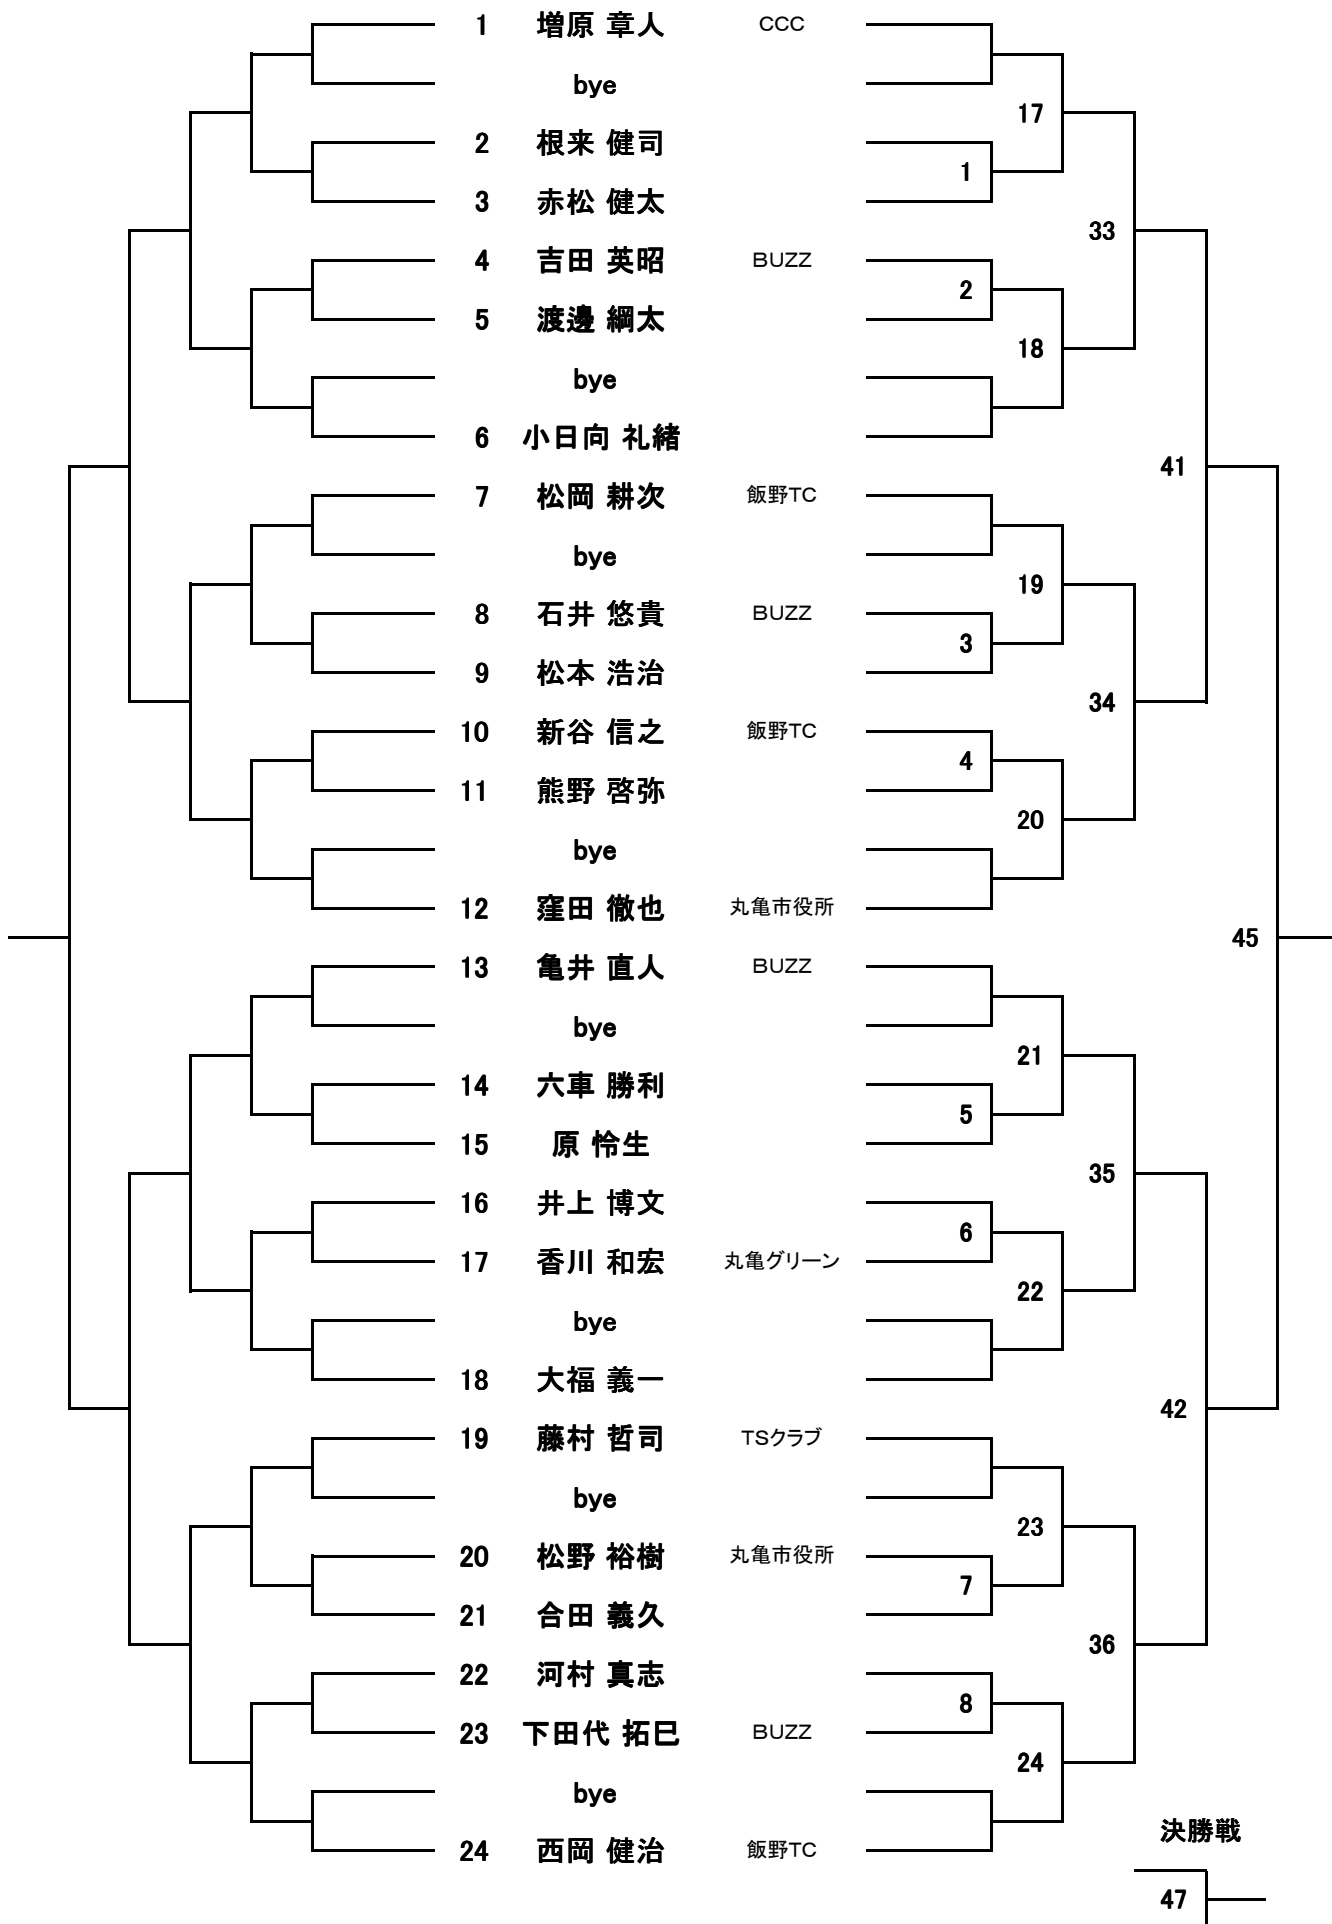 1 増原 章人 CCC
bye
17
2 根来 健司
1
3 赤松 健太
33
4 吉田 英昭 BUZZ
2
5 渡邊 綱太
18
bye
6 小日向 礼緒
41
7 松岡 耕次 飯野TC
bye
19
8 石井 悠貴 BUZZ
3
9 松本 浩治
34
10 新谷 信之 飯野TC
4
11 熊野 啓弥
20
bye
12 窪田 徹也 丸亀市役所
45
13 亀井 直人 BUZZ
bye
21
14 六車 勝利
5
15 原 怜生
35
16 井上 博文
6
17 香川 和宏 丸亀グリーン
22
bye
18 大福 義一
42
19 藤村 哲司 TSクラブ
bye
23
20 松野 裕樹 丸亀市役所
7
21 合田 義久
36
22 河村 真志
8
23 下田代 拓巳 BUZZ
24
bye
決勝戦
24 西岡 健治 飯野TC
47